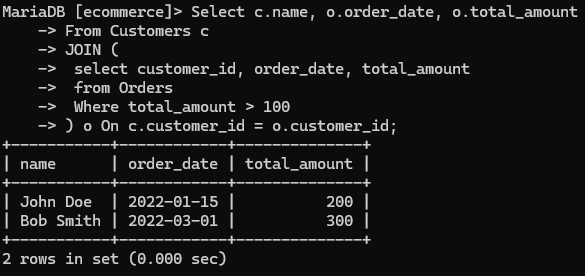 MariaDB [ecommerce]> Select c.name, o.order_date, o.total_amount
    -> From Customers c
    -> JOIN (
    ->  select customer_id, order_date, total_amount
    ->  from Orders
    ->  Where total_amount > 100
    -> ) o On c.customer_id = o.customer_id;
+-----------+------------+--------------+
| name      | order_date | total_amount |
+-----------+------------+--------------+
| John Doe  | 2022-01-15 |          200 |
| Bob Smith | 2022-03-01 |          300 |
+-----------+------------+--------------+
2 rows in set (0.000 sec)